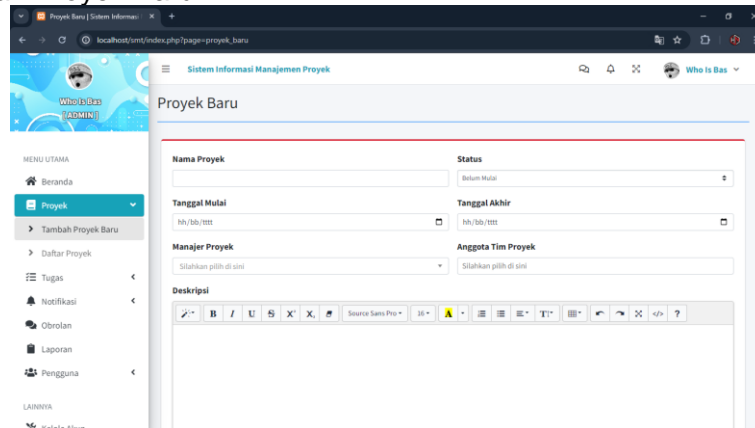 Proyek Baru | Sistem Informasi
localhost/smt/index.php?page=proyek_baru
Sistem Informasi Manajemen Proyek
Who Is Bas
Who Is Bas
[ ADMIN ]
Proyek Baru
MENU UTAMA
Beranda
Proyek
Tambah Proyek Baru
Daftar Proyek
Tugas
Notifikasi
Obrolan
Laporan
Pengguna
LAINNYA
Nama Proyek
Status
Belum Mulai
Tanggal Mulai
Tanggal Akhir
hh/bb/tttt
hh/bb/tttt
Manajer Proyek
Anggota Tim Proyek
Silahkan pilih di sini
Silahkan pilih di sini
Deskripsi
B I U S X² X₂ Source Sans Pro 16 A T </> ?